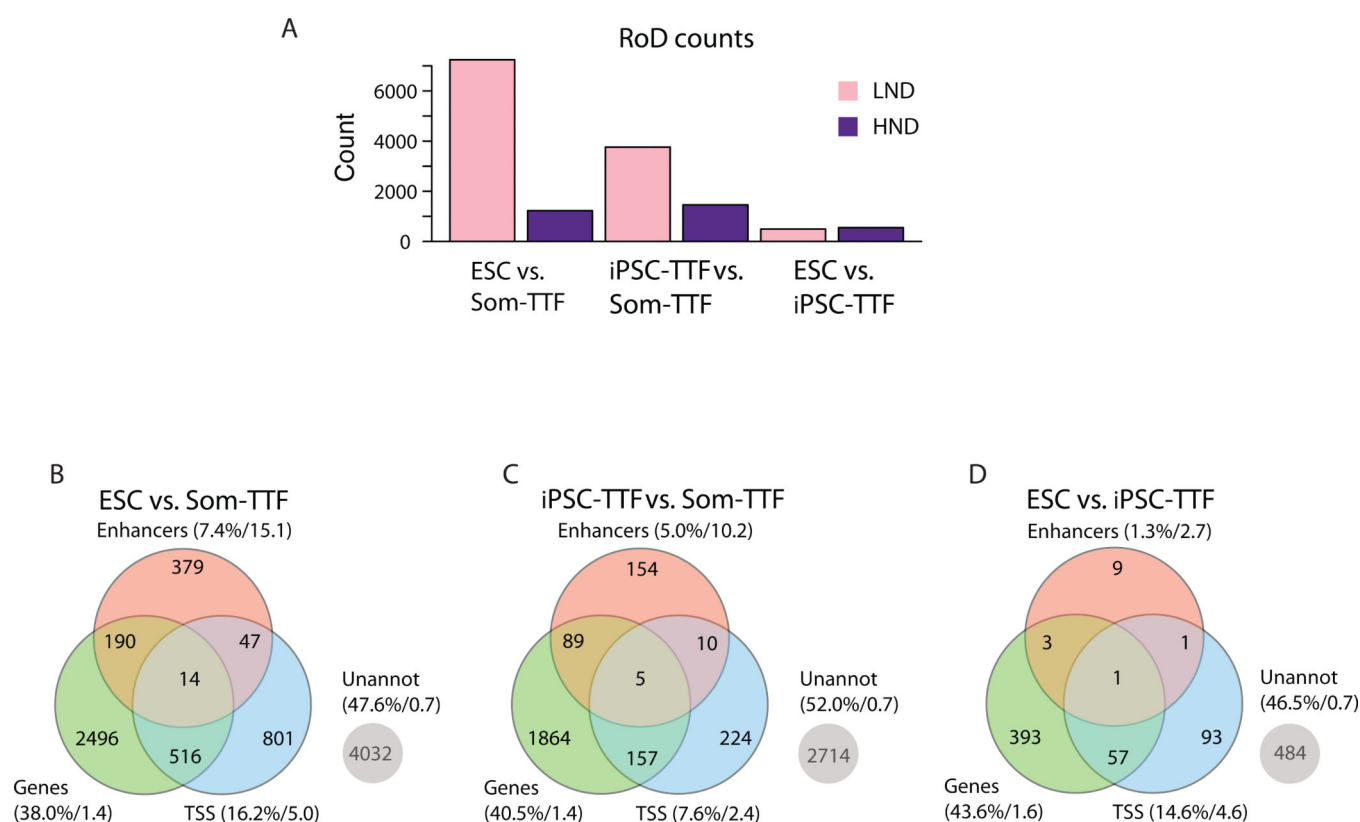 A
RoD counts
LND
HND
Count
6000
4000
2000
0
ESC vs.
Som-TTF
iPSC-TTF vs.
Som-TTF
ESC vs.
iPSC-TTF
B
ESC vs. Som-TTF
Enhancers (7.4%/15.1)
379
190
47
14
2496
516
801
Unannot
(47.6%/0.7)
4032
Genes
(38.0%/1.4)
TSS (16.2%/5.0)
C
iPSC-TTF vs. Som-TTF
Enhancers (5.0%/10.2)
154
89
10
5
1864
157
224
Unannot
(52.0%/0.7)
2714
Genes
(40.5%/1.4)
TSS (7.6%/2.4)
D
ESC vs. iPSC-TTF
Enhancers (1.3%/2.7)
9
3
1
1
393
57
93
Unannot
(46.5%/0.7)
484
Genes
(43.6%/1.6)
TSS (14.6%/4.6)